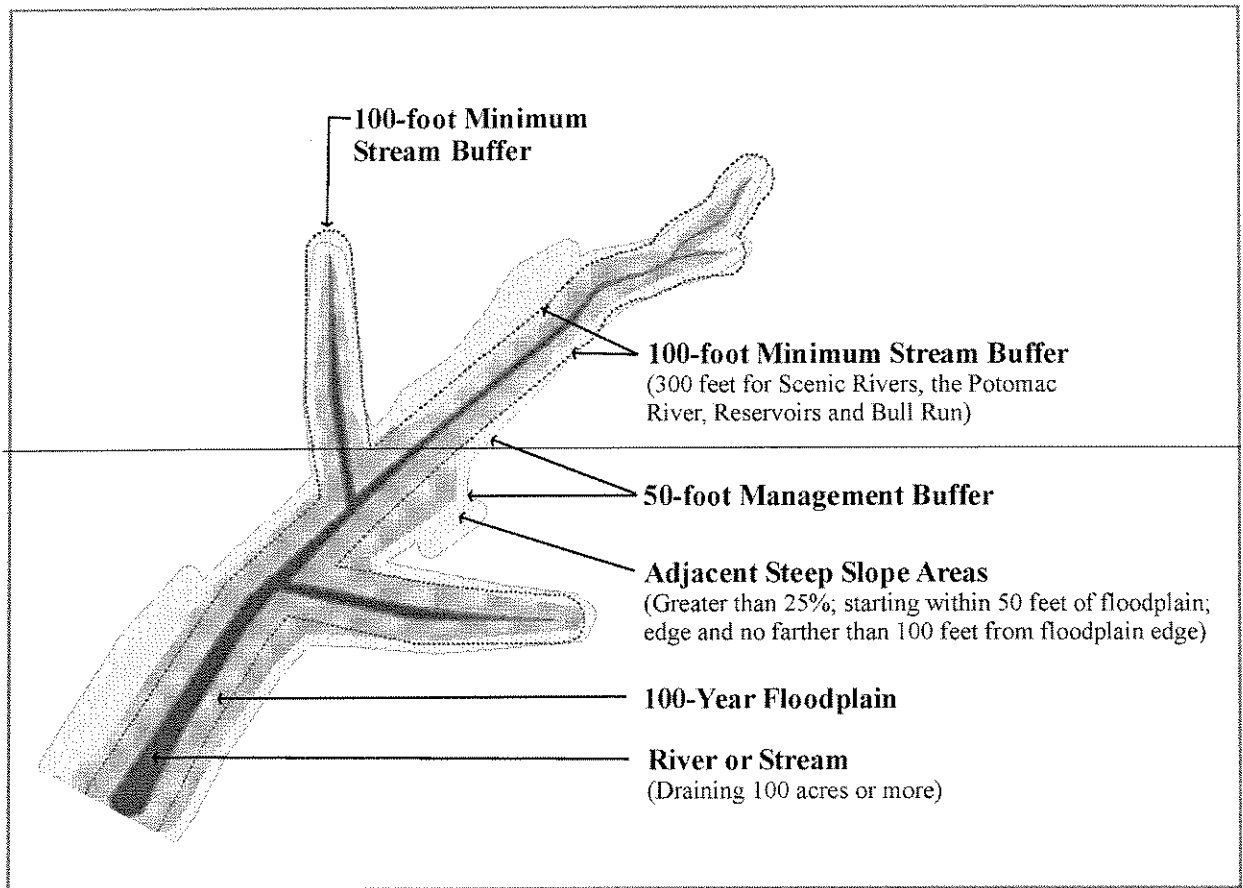 100-foot Minimum
Stream Buffer
100-foot Minimum Stream Buffer
(300 feet for Scenic Rivers, the Potomac
River, Reservoirs and Bull Run)
50-foot Management Buffer
Adjacent Steep Slope Areas
(Greater than 25%; starting within 50 feet of floodplain;
edge and no farther than 100 feet from floodplain edge)
100-Year Floodplain
River or Stream
(Draining 100 acres or more)